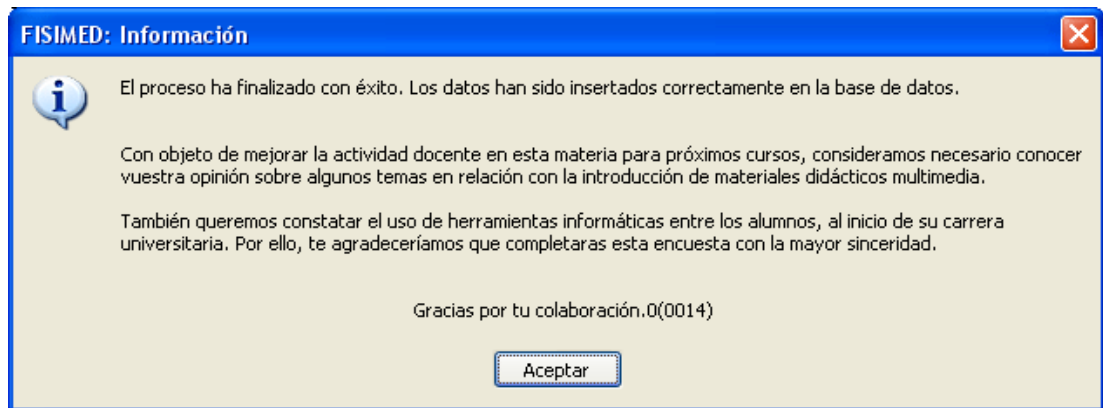 FISIMED: Información
El proceso ha finalizado con éxito. Los datos han sido insertados correctamente en la base de datos.
Con objeto de mejorar la actividad docente en esta materia para próximos cursos, consideramos necesario conocer
vuestra opinión sobre algunos temas en relación con la introducción de materiales didácticos multimedia.
También queremos constatar el uso de herramientas informáticas entre los alumnos, al inicio de su carrera
universitaria. Por ello, te agradeceríamos que completaras esta encuesta con la mayor sinceridad.
Gracias por tu colaboración.0(0014)
Aceptar